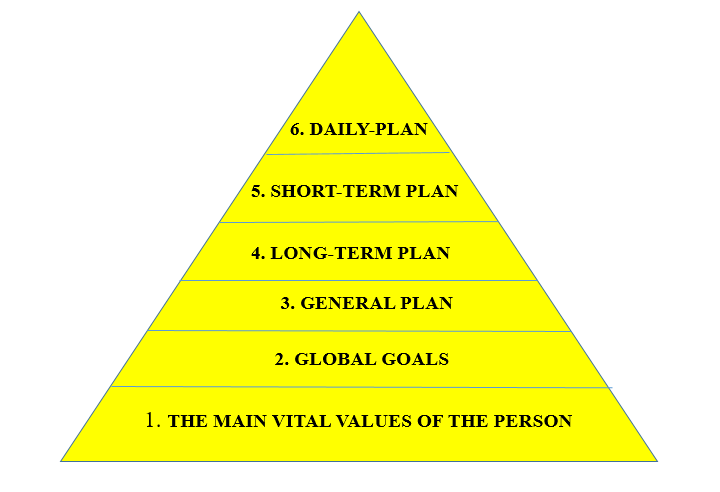 6. DAILY-PLAN
5. SHORT-TERM PLAN
4. LONG-TERM PLAN
3. GENERAL PLAN
2. GLOBAL GOALS
1. THE MAIN VITAL VALUES OF THE PERSON